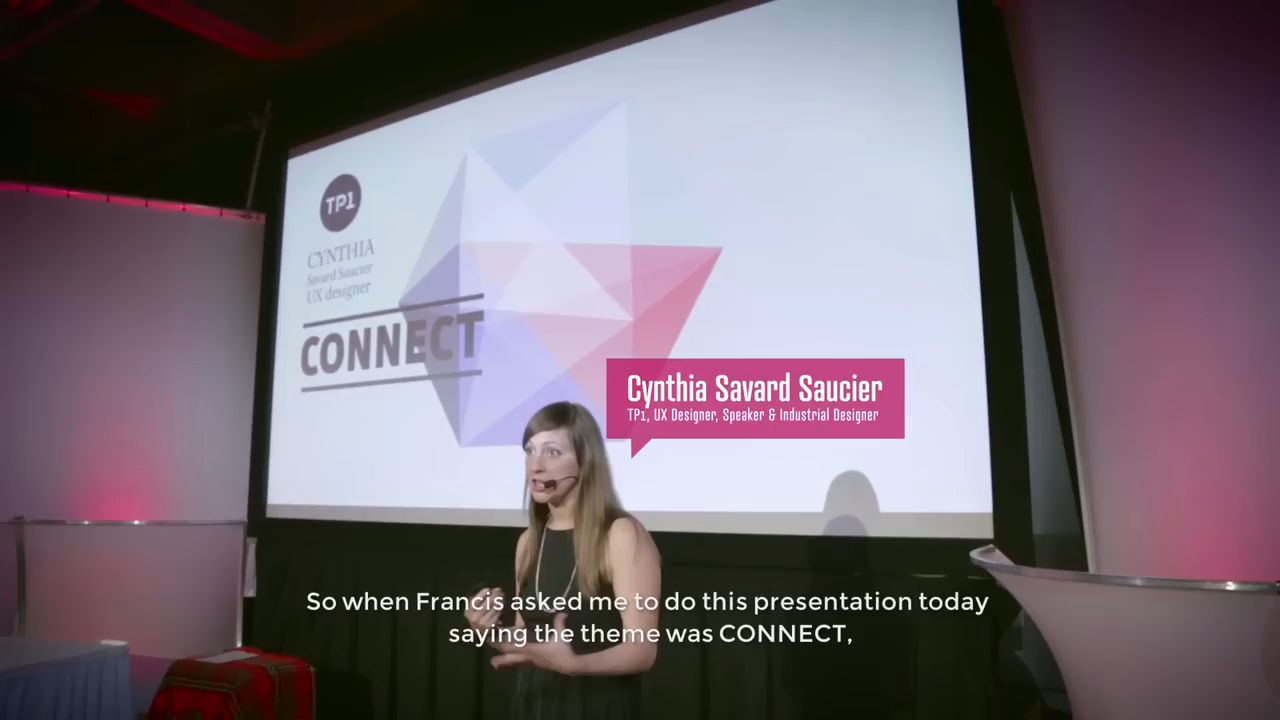 TP1
CYNTHIA
Savard Saucier
UX designer
CONNECT
Cynthia Savard Saucier
TP1, UX Designer, Speaker & Industrial Designer
So when Francis asked me to do this presentation today
saying the theme was CONNECT,